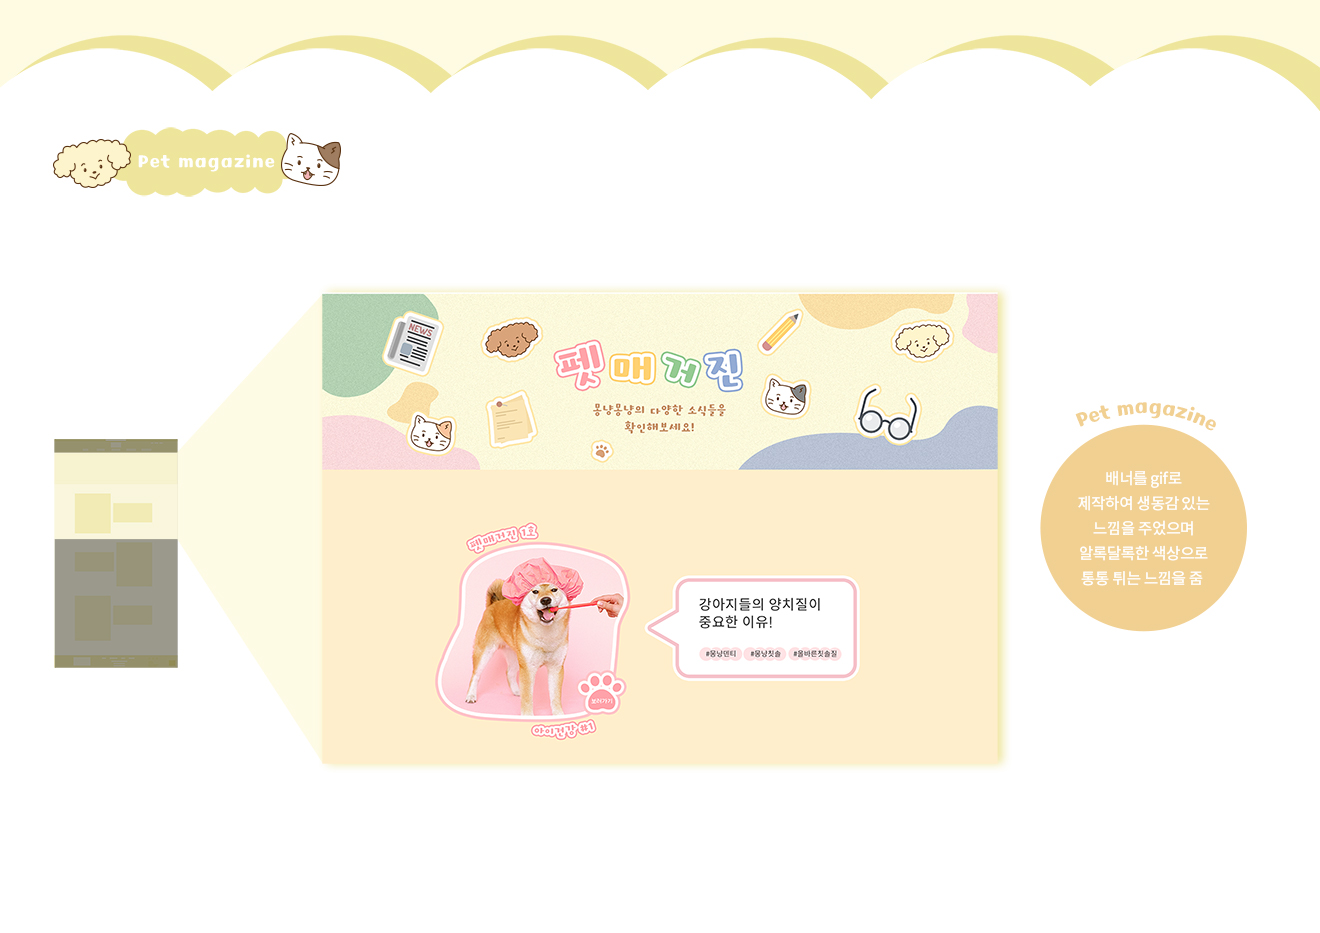 Pet magazine
NEWS
펫매거진
몽냥몽냥의 다양한 소식들을
확인해보세요!
펫매거진 1호
보러가기
아이건강 #1
강아지들의 양치질이
중요한 이유!
#몽냥덴티 #몽냥칫솔 #올바른칫솔질
Pet magazine
배너를 gif로
제작하여 생동감 있는
느낌을 주었으며
알록달록한 색상으로
통통 튀는 느낌을 줌